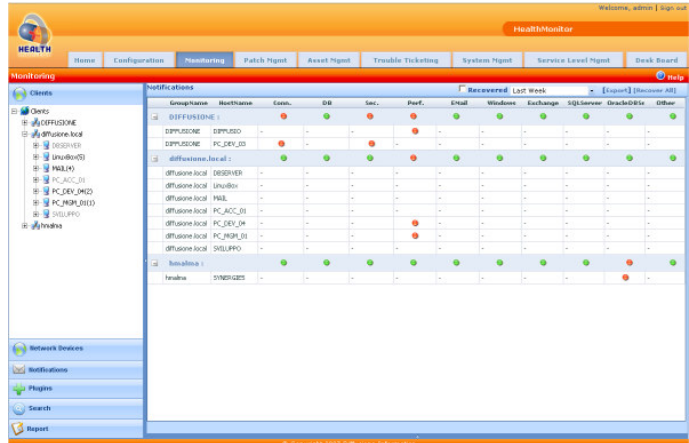 Welcome, admin | Sign out
HealthMonitor
HEALTH
Home Configuration Monitoring Patch Mgmt Asset Mgmt Trouble Ticketing System Mgmt Service Level Mgmt Desk Board
Monitoring Help
Clients
Clients
DIFFUSIONE
diffusione.local
DBSERVER
LinuxBox(5)
MAIL(4)
PC_ACC_01
PC_DEV_04(2)
PC_MGM_01(1)
SVILUPPO
hmalma
Network Devices
Notifications
Plugins
Search
Report
Notifications Recovered Last Week [Export] [Recover All]
GroupName HostName Conn. DB Sec. Perf. EMail Windows Exchange SQLServer OracleDBSs Other
DIFFUSIONE :
DIFFUSIONE DIFFUSIO - - - - - - - - -
DIFFUSIONE PC_DEV_03 - - - - - - - -
diffusione.local :
diffusione.local DBSERVER - - - - - - - - - -
diffusione.local LinuxBox - - - - - - - - - -
diffusione.local MAIL - - - - - - - - - -
diffusione.local PC_ACC_01 - - - - - - - - - -
diffusione.local PC_DEV_04 - - - - - - - - -
diffusione.local PC_MGM_01 - - - - - - - - -
diffusione.local SVILUPPO - - - - - - - - - -
hmalma :
hmalma SYNERGIES - - - - - - - - -